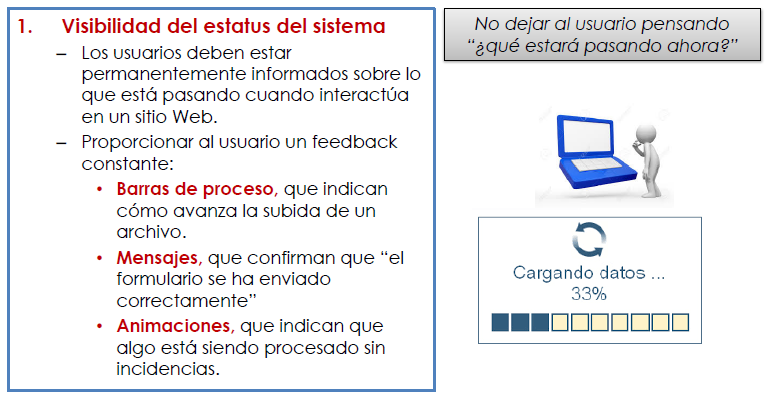 1. Visibilidad del estatus del sistema
– Los usuarios deben estar
permanentemente informados sobre lo
que está pasando cuando interactúa
en un sitio Web.
– Proporcionar al usuario un feedback
constante:
• Barras de proceso, que indican
cómo avanza la subida de un
archivo.
• Mensajes, que confirman que “el
formulario se ha enviado
correctamente”
• Animaciones, que indican que
algo está siendo procesado sin
incidencias.
No dejar al usuario pensando
“¿qué estará pasando ahora?”
Cargando datos ...
33%